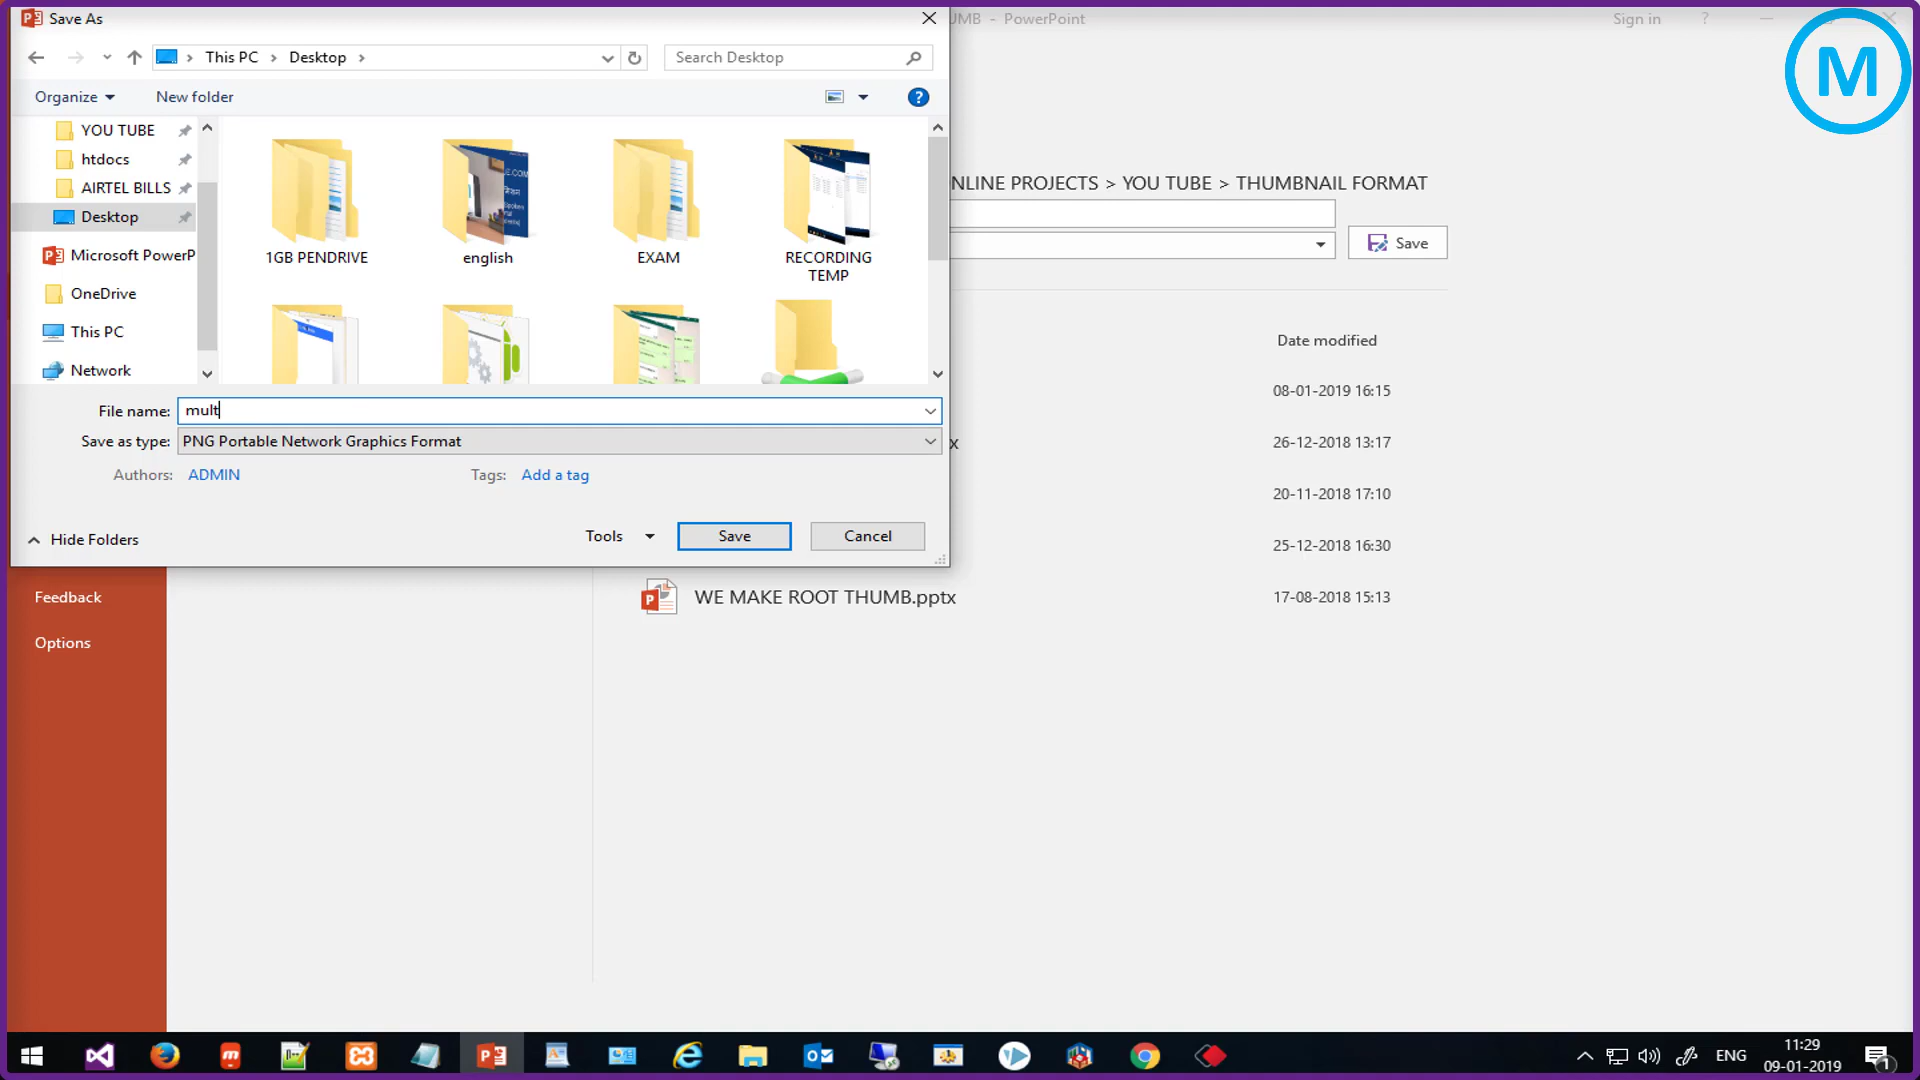 Save As
UMB - PowerPoint
Sign in
?
M
This PC
Desktop
Search Desktop
Organize
New folder
?
YOU TUBE
htdocs
AIRTEL BILLS
Desktop
Microsoft PowerP
OneDrive
This PC
Network
1GB PENDRIVE
english
EXAM
RECORDING
TEMP
NLINE PROJECTS > YOU TUBE > THUMBNAIL FORMAT
Save
Date modified
08-01-2019 16:15
File name: mult
Save as type: PNG Portable Network Graphics Format
x
26-12-2018 13:17
Authors: ADMIN
Tags: Add a tag
20-11-2018 17:10
Hide Folders
Tools
Save
Cancel
25-12-2018 16:30
Feedback
WE MAKE ROOT THUMB.pptx
17-08-2018 15:13
Options
ENG
11:29
09-01-2019
1